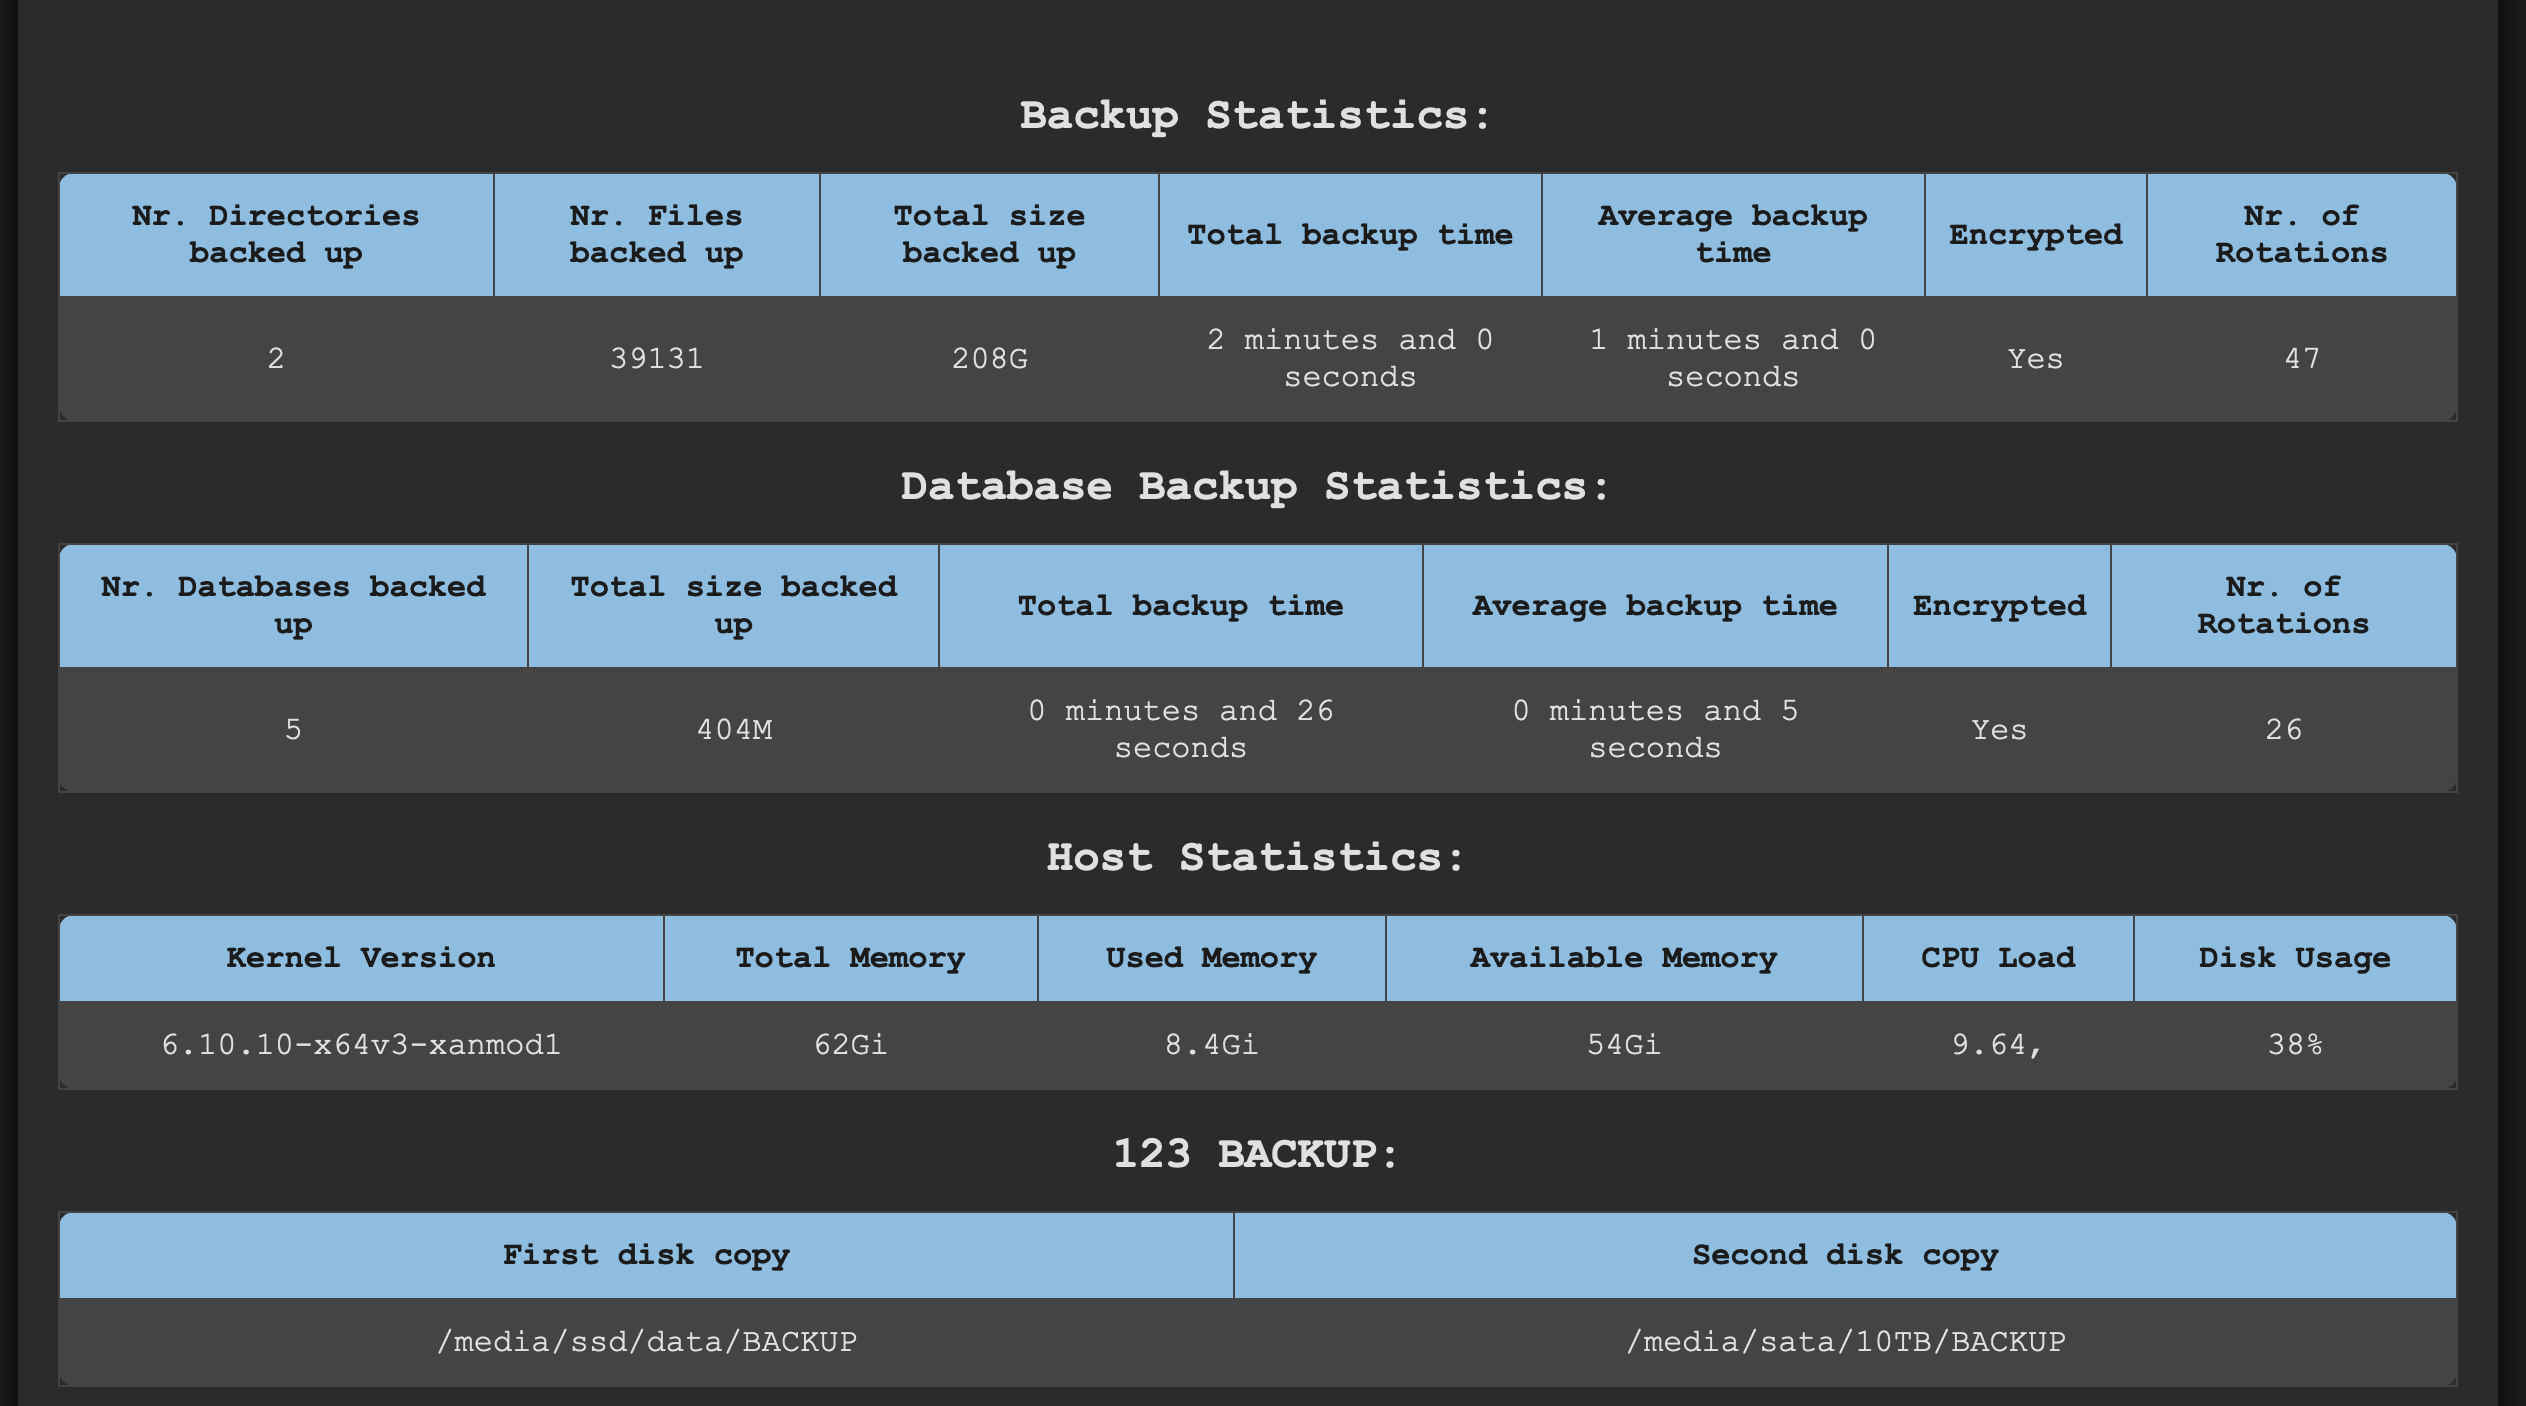 Backup Statistics:
Nr. Directories
backed up
Nr. Files
backed up
Total size
backed up
Total backup time
Average backup
time
Encrypted
Nr. of
Rotations
2
39131
208G
2 minutes and 0
seconds
1 minutes and 0
seconds
Yes
47
Database Backup Statistics:
Nr. Databases backed
up
Total size backed
up
Total backup time
Average backup time
Encrypted
Nr. of
Rotations
5
404M
0 minutes and 26
seconds
0 minutes and 5
seconds
Yes
26
Host Statistics:
Kernel Version
Total Memory
Used Memory
Available Memory
CPU Load
Disk Usage
6.10.10-x64v3-xanmod1
62Gi
8.4Gi
54Gi
9.64,
38%
123 BACKUP:
First disk copy
Second disk copy
/media/ssd/data/BACKUP
/media/sata/10TB/BACKUP